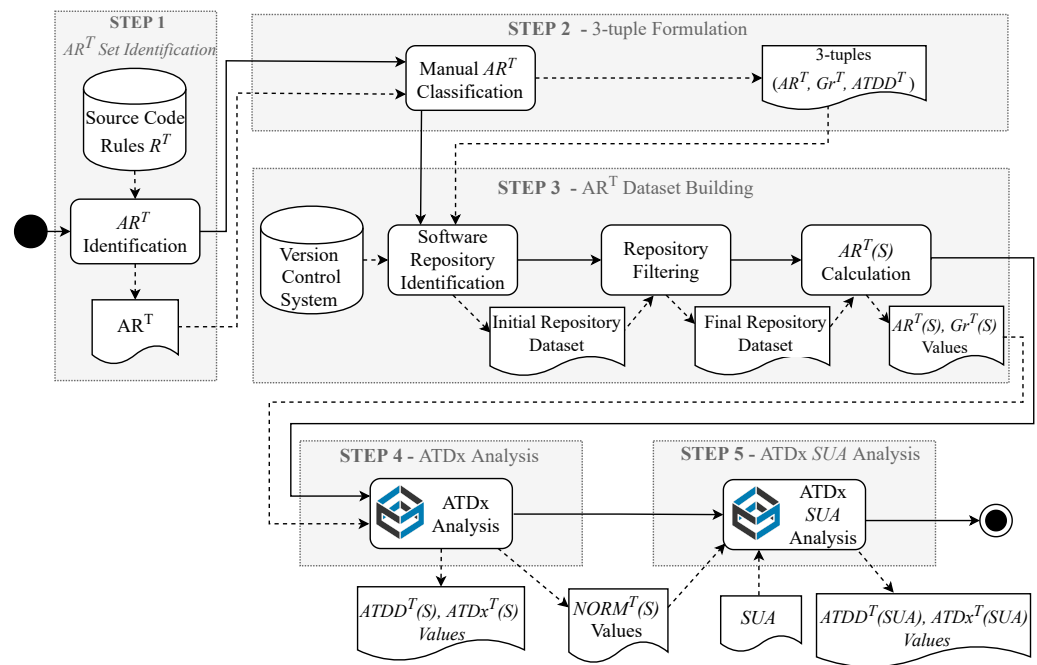 STEP 1
AR^T Set Identification
Source Code
Rules R^T
AR^T
Identification
AR^T
STEP 2 - 3-tuple Formulation
Manual AR^T
Classification
3-tuples
(AR^T, Gr^T, ATDD^T)
STEP 3 - AR^T Dataset Building
Version
Control
System
Software
Repository
Identification
Repository
Filtering
AR^T(S)
Calculation
Initial Repository
Dataset
Final Repository
Dataset
AR^T(S), Gr^T(S)
Values
STEP 4 - ATDx Analysis
ATDx
Analysis
ATDD^T(S), ATDx^T(S)
Values
NORM^T(S)
Values
STEP 5 - ATDx SUA Analysis
ATDx
SUA
Analysis
SUA
ATDD^T(SUA), ATDx^T(SUA)
Values